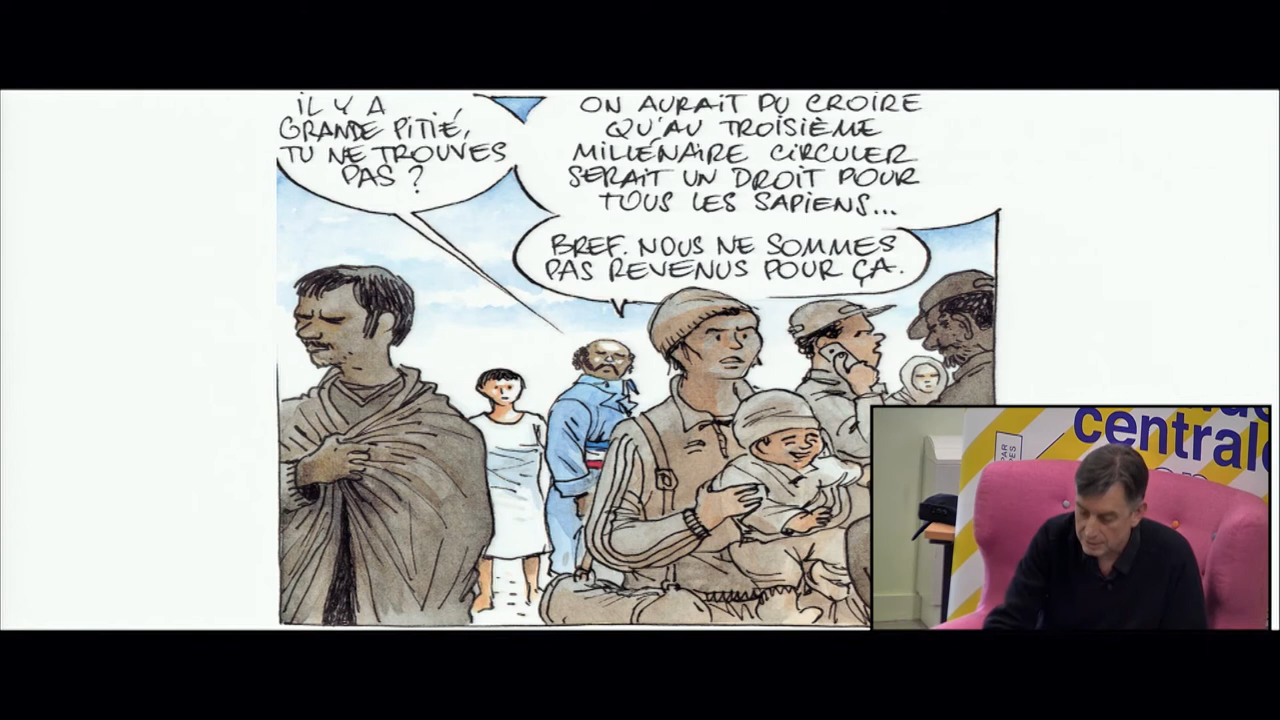 IL Y A
GRANDE PITIÉ,
TU NE TROUVES
PAS ?
ON AURAIT PU CROIRE
QU'AU TROISIÈME
MILLÉNAIRE CIRCULER
SERAIT UN DROIT POUR
TOUS LES SAPIENS...
BREF. NOUS NE SOMMES
PAS REVENUS POUR ÇA.
centrale
PAR